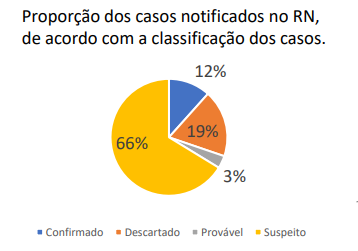 Proporção dos casos notificados no RN,
de acordo com a classificação dos casos.
12%
19%
66%
3%
Confirmado Descartado Provável Suspeito